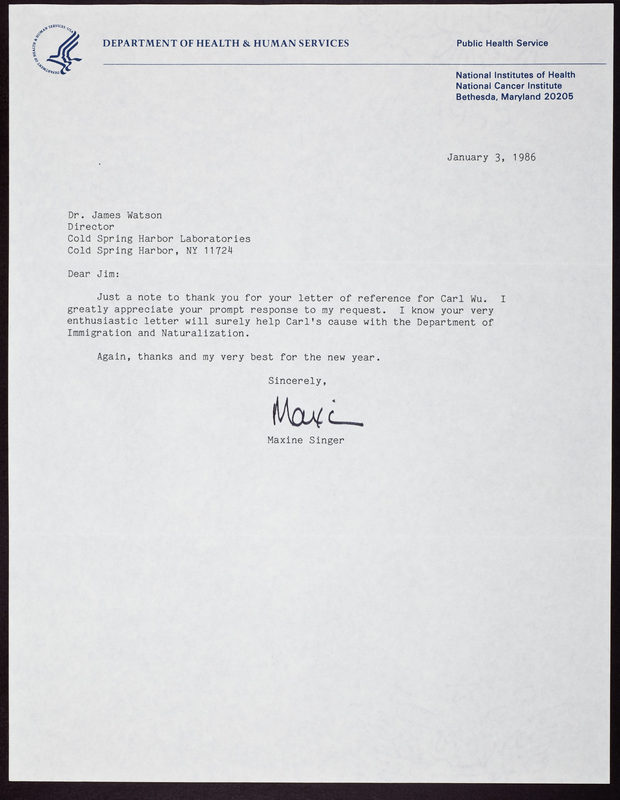 DEPARTMENT OF HEALTH & HUMAN SERVICES
Public Health Service
National Institutes of Health
National Cancer Institute
Bethesda, Maryland 20205
January 3, 1986
Dr. James Watson
Director
Cold Spring Harbor Laboratories
Cold Spring Harbor, NY 11724
Dear Jim:
Just a note to thank you for your letter of reference for Carl Wu. I
greatly appreciate your prompt response to my request. I know your very
enthusiastic letter will surely help Carl's cause with the Department of
Immigration and Naturalization.
Again, thanks and my very best for the new year.
Sincerely,
Maxine Singer